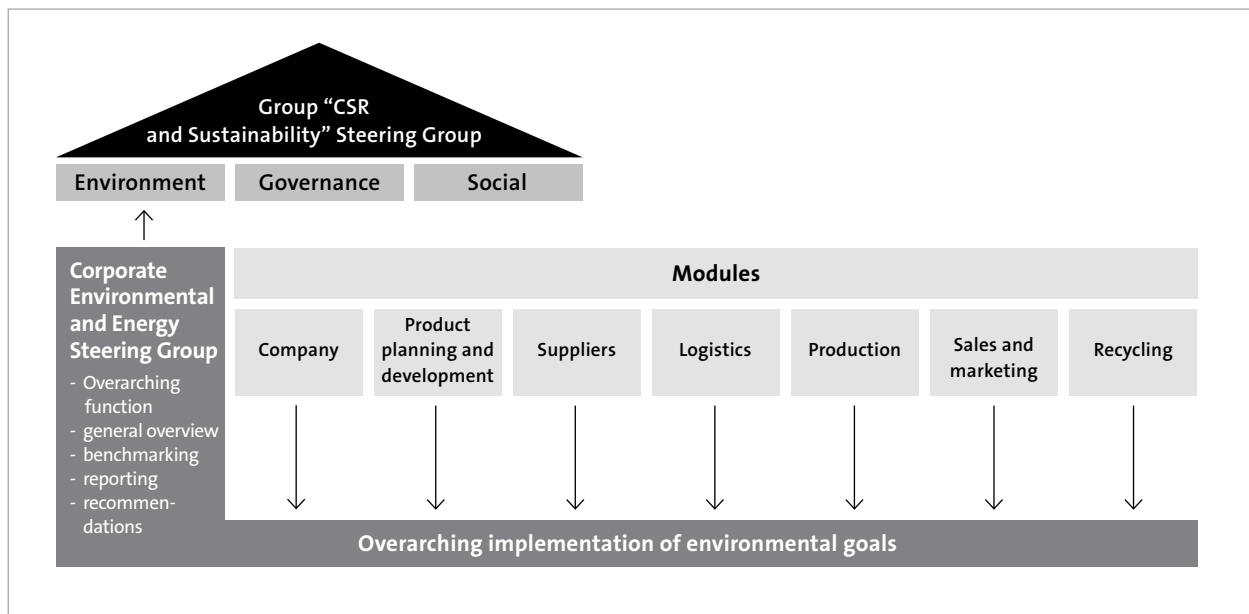 Group “CSR
and Sustainability” Steering Group
Environment
Governance
Social
Corporate
Environmental
and Energy
Steering Group
- Overarching
function
- general overview
- benchmarking
- reporting
- recommen-
dations
Modules
Company
Product
planning and
development
Suppliers
Logistics
Production
Sales and
marketing
Recycling
Overarching implementation of environmental goals